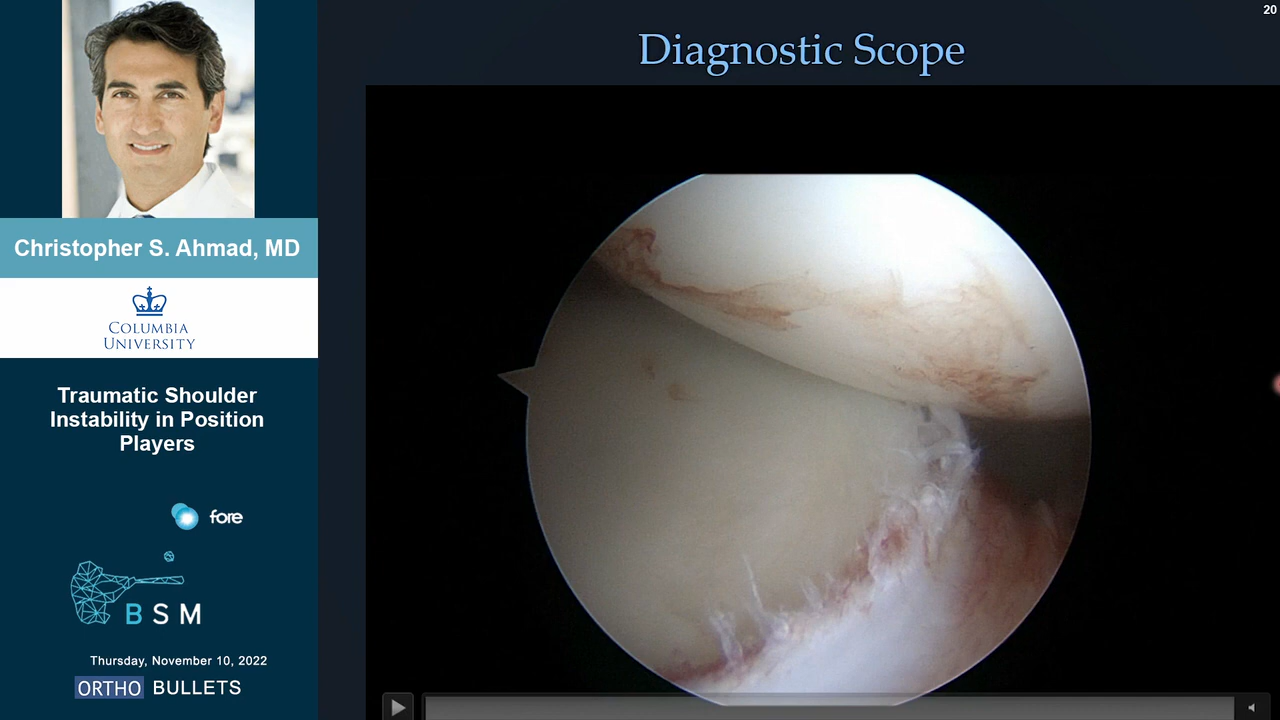 20
Diagnostic Scope
Christopher S. Ahmad, MD
COLUMBIA
UNIVERSITY
Traumatic Shoulder
Instability in Position
Players
fore
BSM
Thursday, November 10, 2022
ORTHO BULLETS